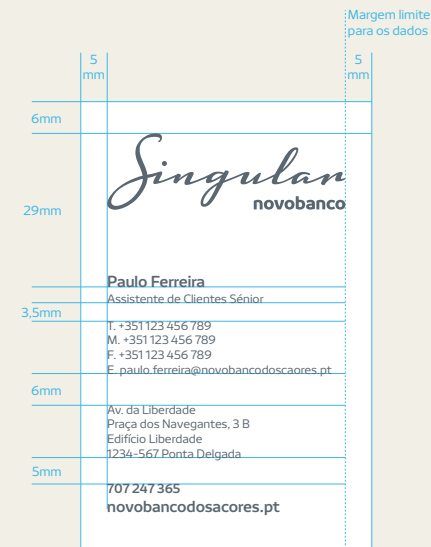 Margem limite
para os dados
5
mm
5
mm
6mm
Singular
novobanco
29mm
Paulo Ferreira
Assistente de Clientes Sénior
3,5mm
T. +351 123 456 789
M. +351 123 456 789
F. +351 123 456 789
E. paulo.ferreira@novobancodoscaores.pt
6mm
Av. da Liberdade
Praça dos Navegantes, 3 B
Edifício Liberdade
1234-567 Ponta Delgada
5mm
707 247 365
novobancodosacores.pt